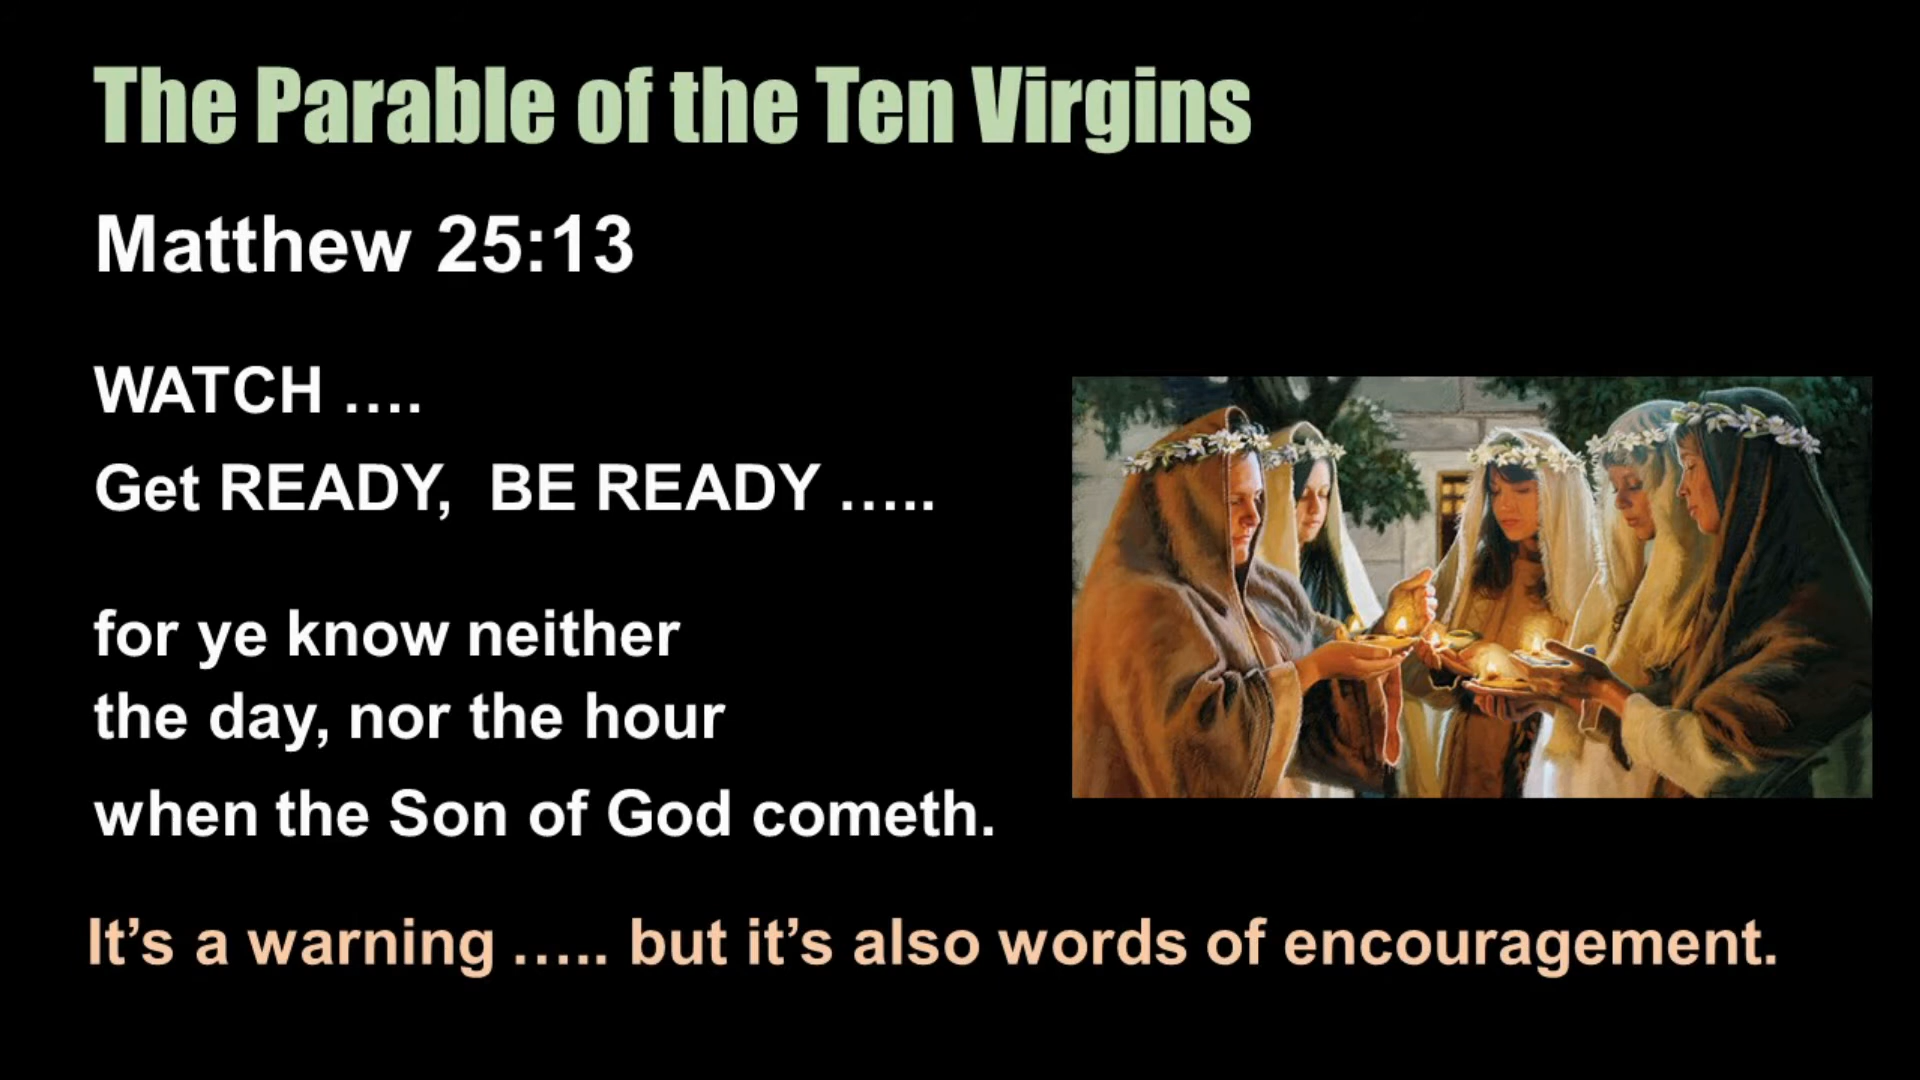 The Parable of the Ten Virgins
Matthew 25:13
WATCH ....
Get READY,  BE READY .....
for ye know neither
the day, nor the hour
when the Son of God cometh.
It’s a warning ..... but it’s also words of encouragement.